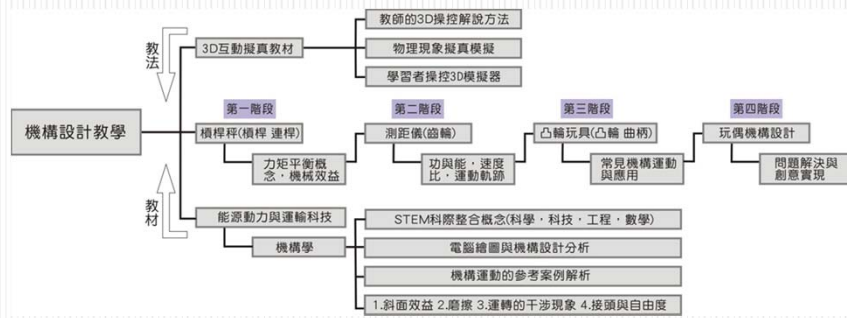 教師的3D操控解說方法
教法
3D互動擬真教材
物理現象擬真模擬
學習者操控3D模擬器
第一階段
第二階段
第三階段
第四階段
機構設計教學
槓桿秤(槓桿 連桿)
測距儀(齒輪)
凸輪玩具(凸輪 曲柄)
玩偶機構設計
力矩平衡概
念，機械效益
功與能，速度
比，運動軌跡
常見機構運動
與應用
問題解決與
創意實現
教材
能源動力與運輸科技
STEM科際整合概念(科學，科技，工程，數學)
機構學
電腦繪圖與機構設計分析
機構運動的參考案例解析
1.斜面效益 2.磨擦 3.運轉的干涉現象 4.接頭與自由度